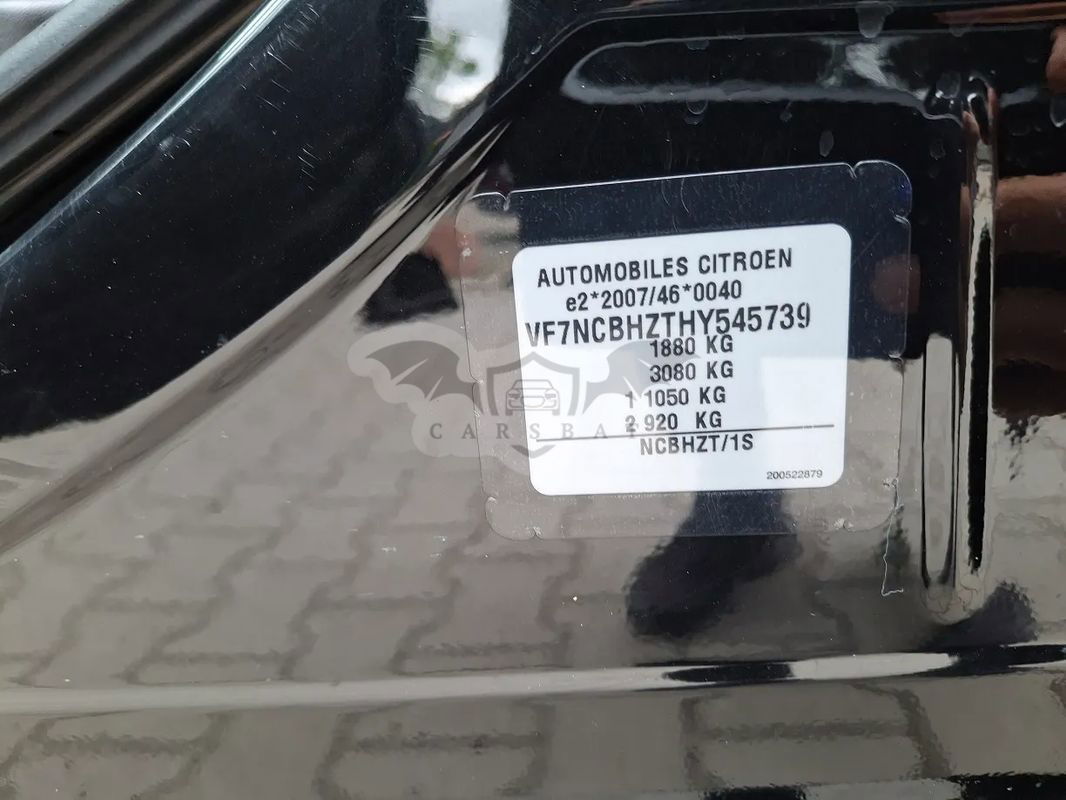 AUTOMOBILES CITROEN
e2*2007/46*0040
VF7NCBHZTHY545739
1880 KG
3080 KG
1 1050 KG
2 920 KG
NCBHZT/1S
200522879
CARSBAT